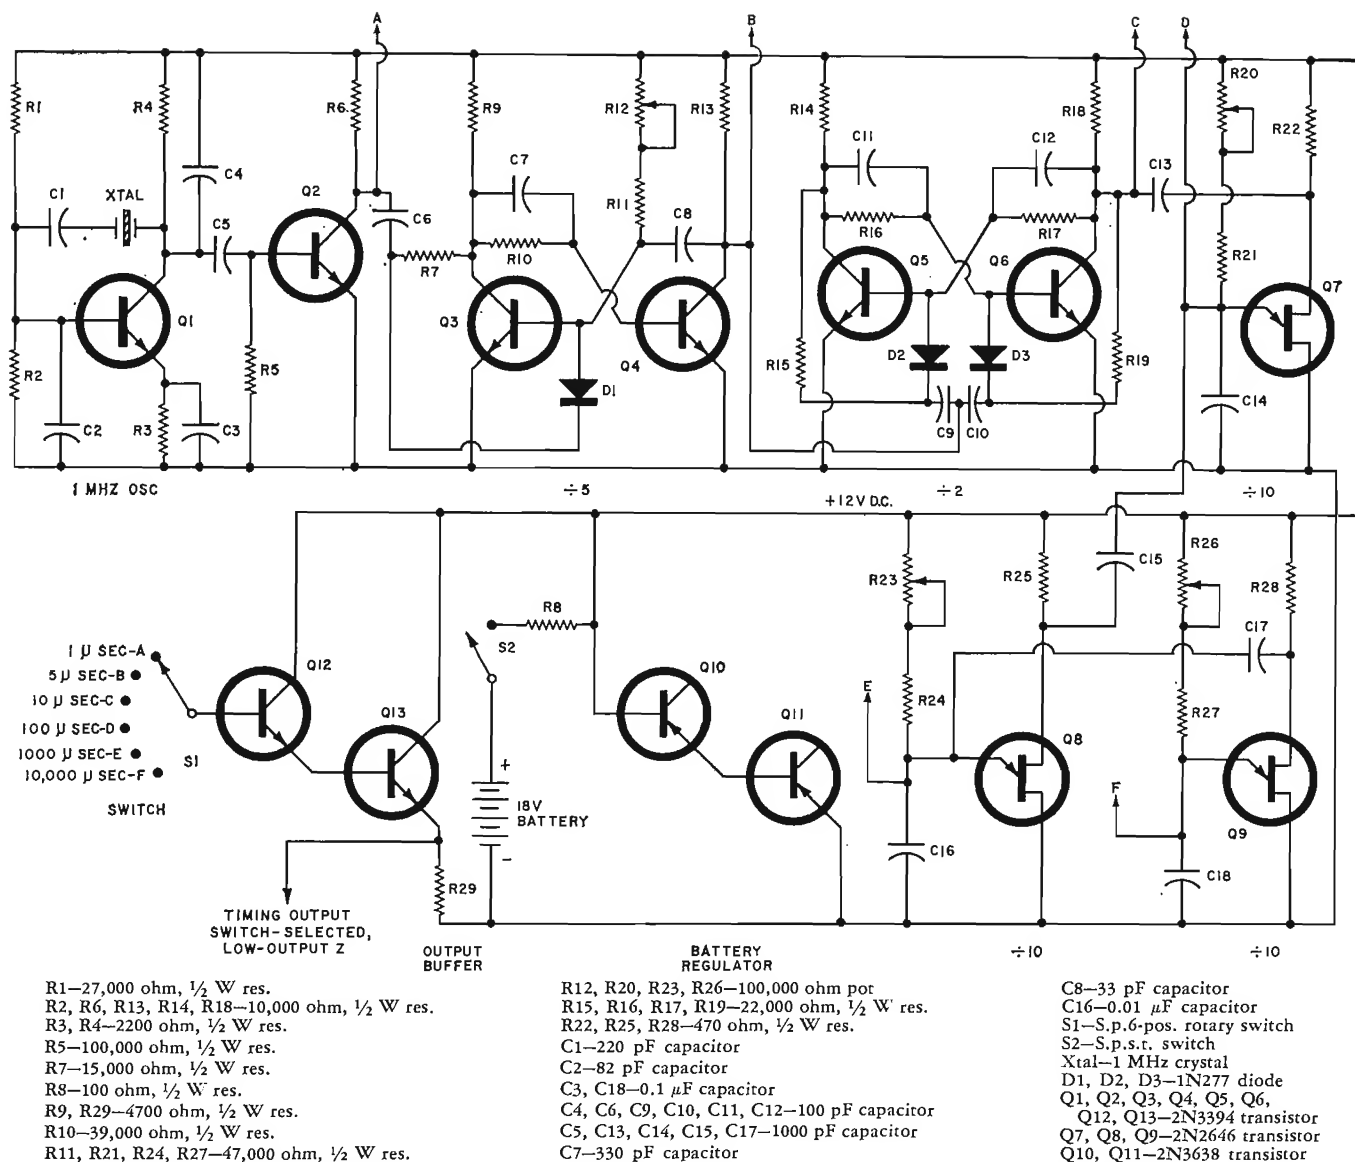 A
B
C
D
R1
R4
R6
R9
R12
R13
R14
R18
R20
R22
C11
C12
C13
C4
C7
C1
XTAL
Q2
C5
C6
R11
C8
R16
R17
R7
R10
R21
Q5
Q6
Q7
Q1
Q3
Q4
R2
R5
D1
R15
D2
D3
R19
C14
C2
R3
C3
C9
C10
1 MHZ OSC
÷5
÷2
÷10
+12V D.C.
R23
R25
C15
R26
R28
R8
S2
C17
1 μ SEC-A
5 μ SEC-B
10 μ SEC-C
100 μ SEC-D
1000 μ SEC-E
10,000 μ SEC-F
S1
SWITCH
Q12
Q13
Q10
Q11
E
R24
R27
Q8
F
Q9
+
18V
BATTERY
-
C16
C18
R29
TIMING OUTPUT
SWITCH-SELECTED,
LOW-OUTPUT Z
OUTPUT
BUFFER
BATTERY
REGULATOR
÷10
÷10
R1—27,000 ohm, ½ W res.
R2, R6, R13, R14, R18—10,000 ohm, ½ W res.
R3, R4—2200 ohm, ½ W res.
R5—100,000 ohm, ½ W res.
R7—15,000 ohm, ½ W res.
R8—100 ohm, ½ W res.
R9, R29—4700 ohm, ½ W res.
R10—39,000 ohm, ½ W res.
R11, R21, R24, R27—47,000 ohm, ½ W res.
R12, R20, R23, R26—100,000 ohm pot
R15, R16, R17, R19—22,000 ohm, ½ W res.
R22, R25, R28—470 ohm, ½ W res.
C1—220 pF capacitor
C2—82 pF capacitor
C3, C18—0.1 μF capacitor
C4, C6, C9, C10, C11, C12—100 pF capacitor
C5, C13, C14, C15, C17—1000 pF capacitor
C7—330 pF capacitor
C8—33 pF capacitor
C16—0.01 μF capacitor
S1—S.p.6-pos. rotary switch
S2—S.p.s.t. switch
Xtal—1 MHz crystal
D1, D2, D3—1N277 diode
Q1, Q2, Q3, Q4, Q5, Q6,
Q12, Q13—2N3394 transistor
Q7, Q8, Q9—2N2646 transistor
Q10, Q11—2N3638 transistor